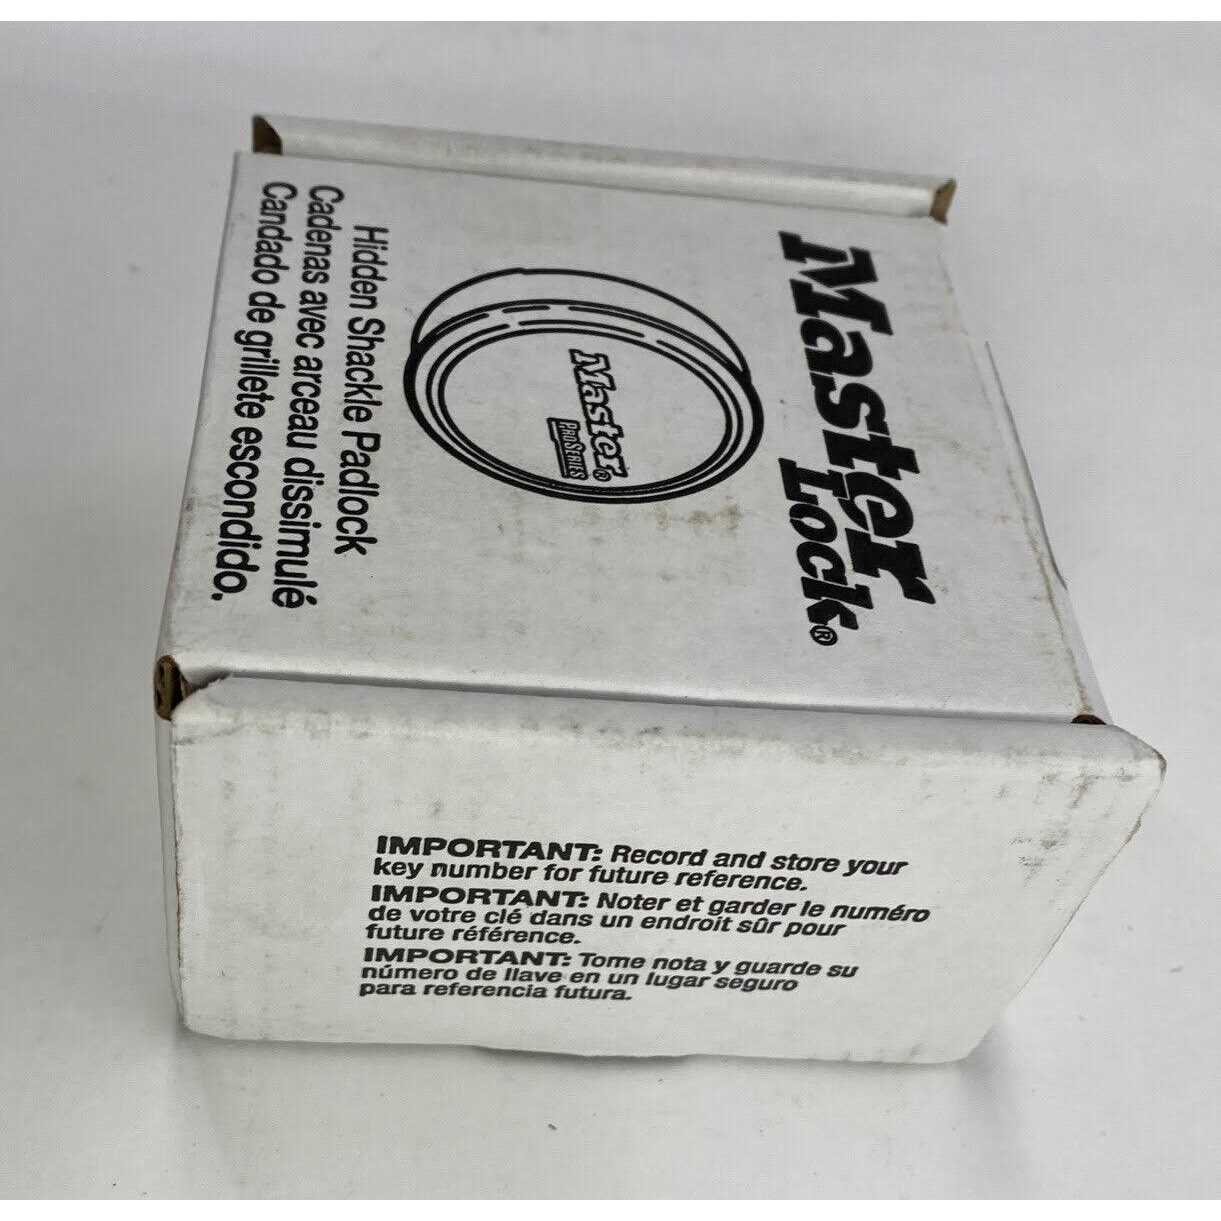 Master
LOCK®
Master®
PROSERIES
Hidden Shackle Padlock
Cadenas avec arceau dissimulé
Candado de grillete escondido.
IMPORTANT: Record and store your
key number for future reference.
IMPORTANT: Noter et garder le numéro
de votre clé dans un endroit sûr pour
future référence.
IMPORTANT: Tome nota y guarde su
número de llave en un lugar seguro
para referencia futura.